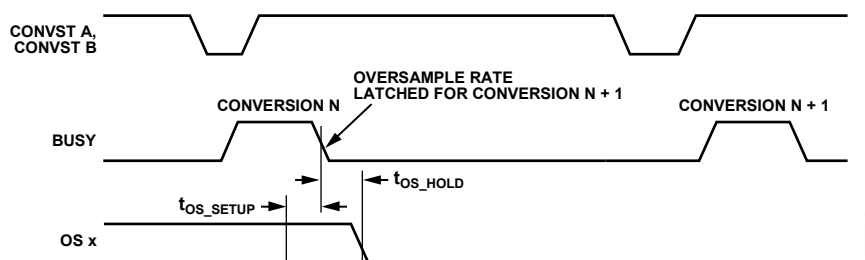 CONVST A,
CONVST B
OVERSAMPLE RATE
LATCHED FOR CONVERSION N + 1
CONVERSION N
CONVERSION N + 1
BUSY
tOS_HOLD
tOS_SETUP
OS x